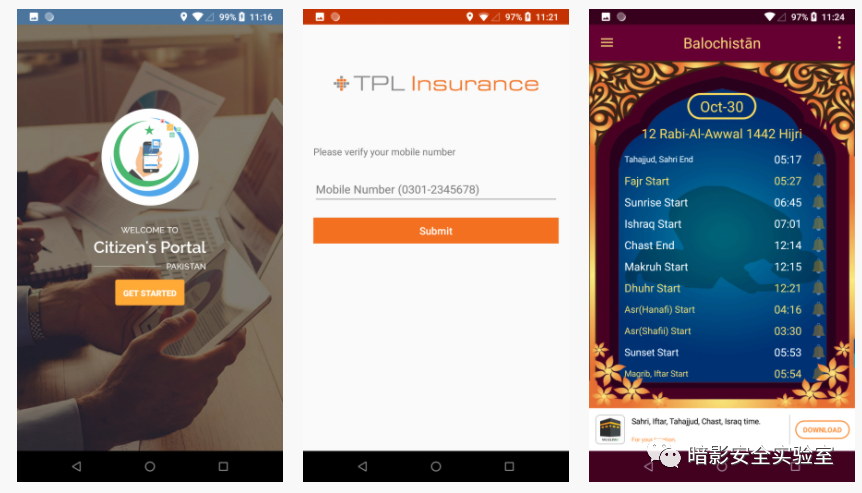 99% 11:16
WELCOME TO
Citizen's Portal
PAKISTAN
GET STARTED
97% 11:21
TPL Insurance
Please verify your mobile number
Mobile Number (0301-2345678)
Submit
97% 11:24
Balochistān
Oct-30
12 Rabi-Al-Awwal 1442 Hijri
Tahajjud, Sahri End 05:17
Fajr Start 05:27
Sunrise Start 06:45
Ishraq Start 07:01
Chast End 12:14
Makruh Start 12:15
Dhuhr Start 12:21
Asr(Hanafi) Start 04:16
Asr(Shafii) Start 03:30
Sunset Start 05:53
Magrib, Iftar Start 05:54
Sahri, Iftar, Tahajjud, Chast, Israq time.
DOWNLOAD
暗影安全实验室